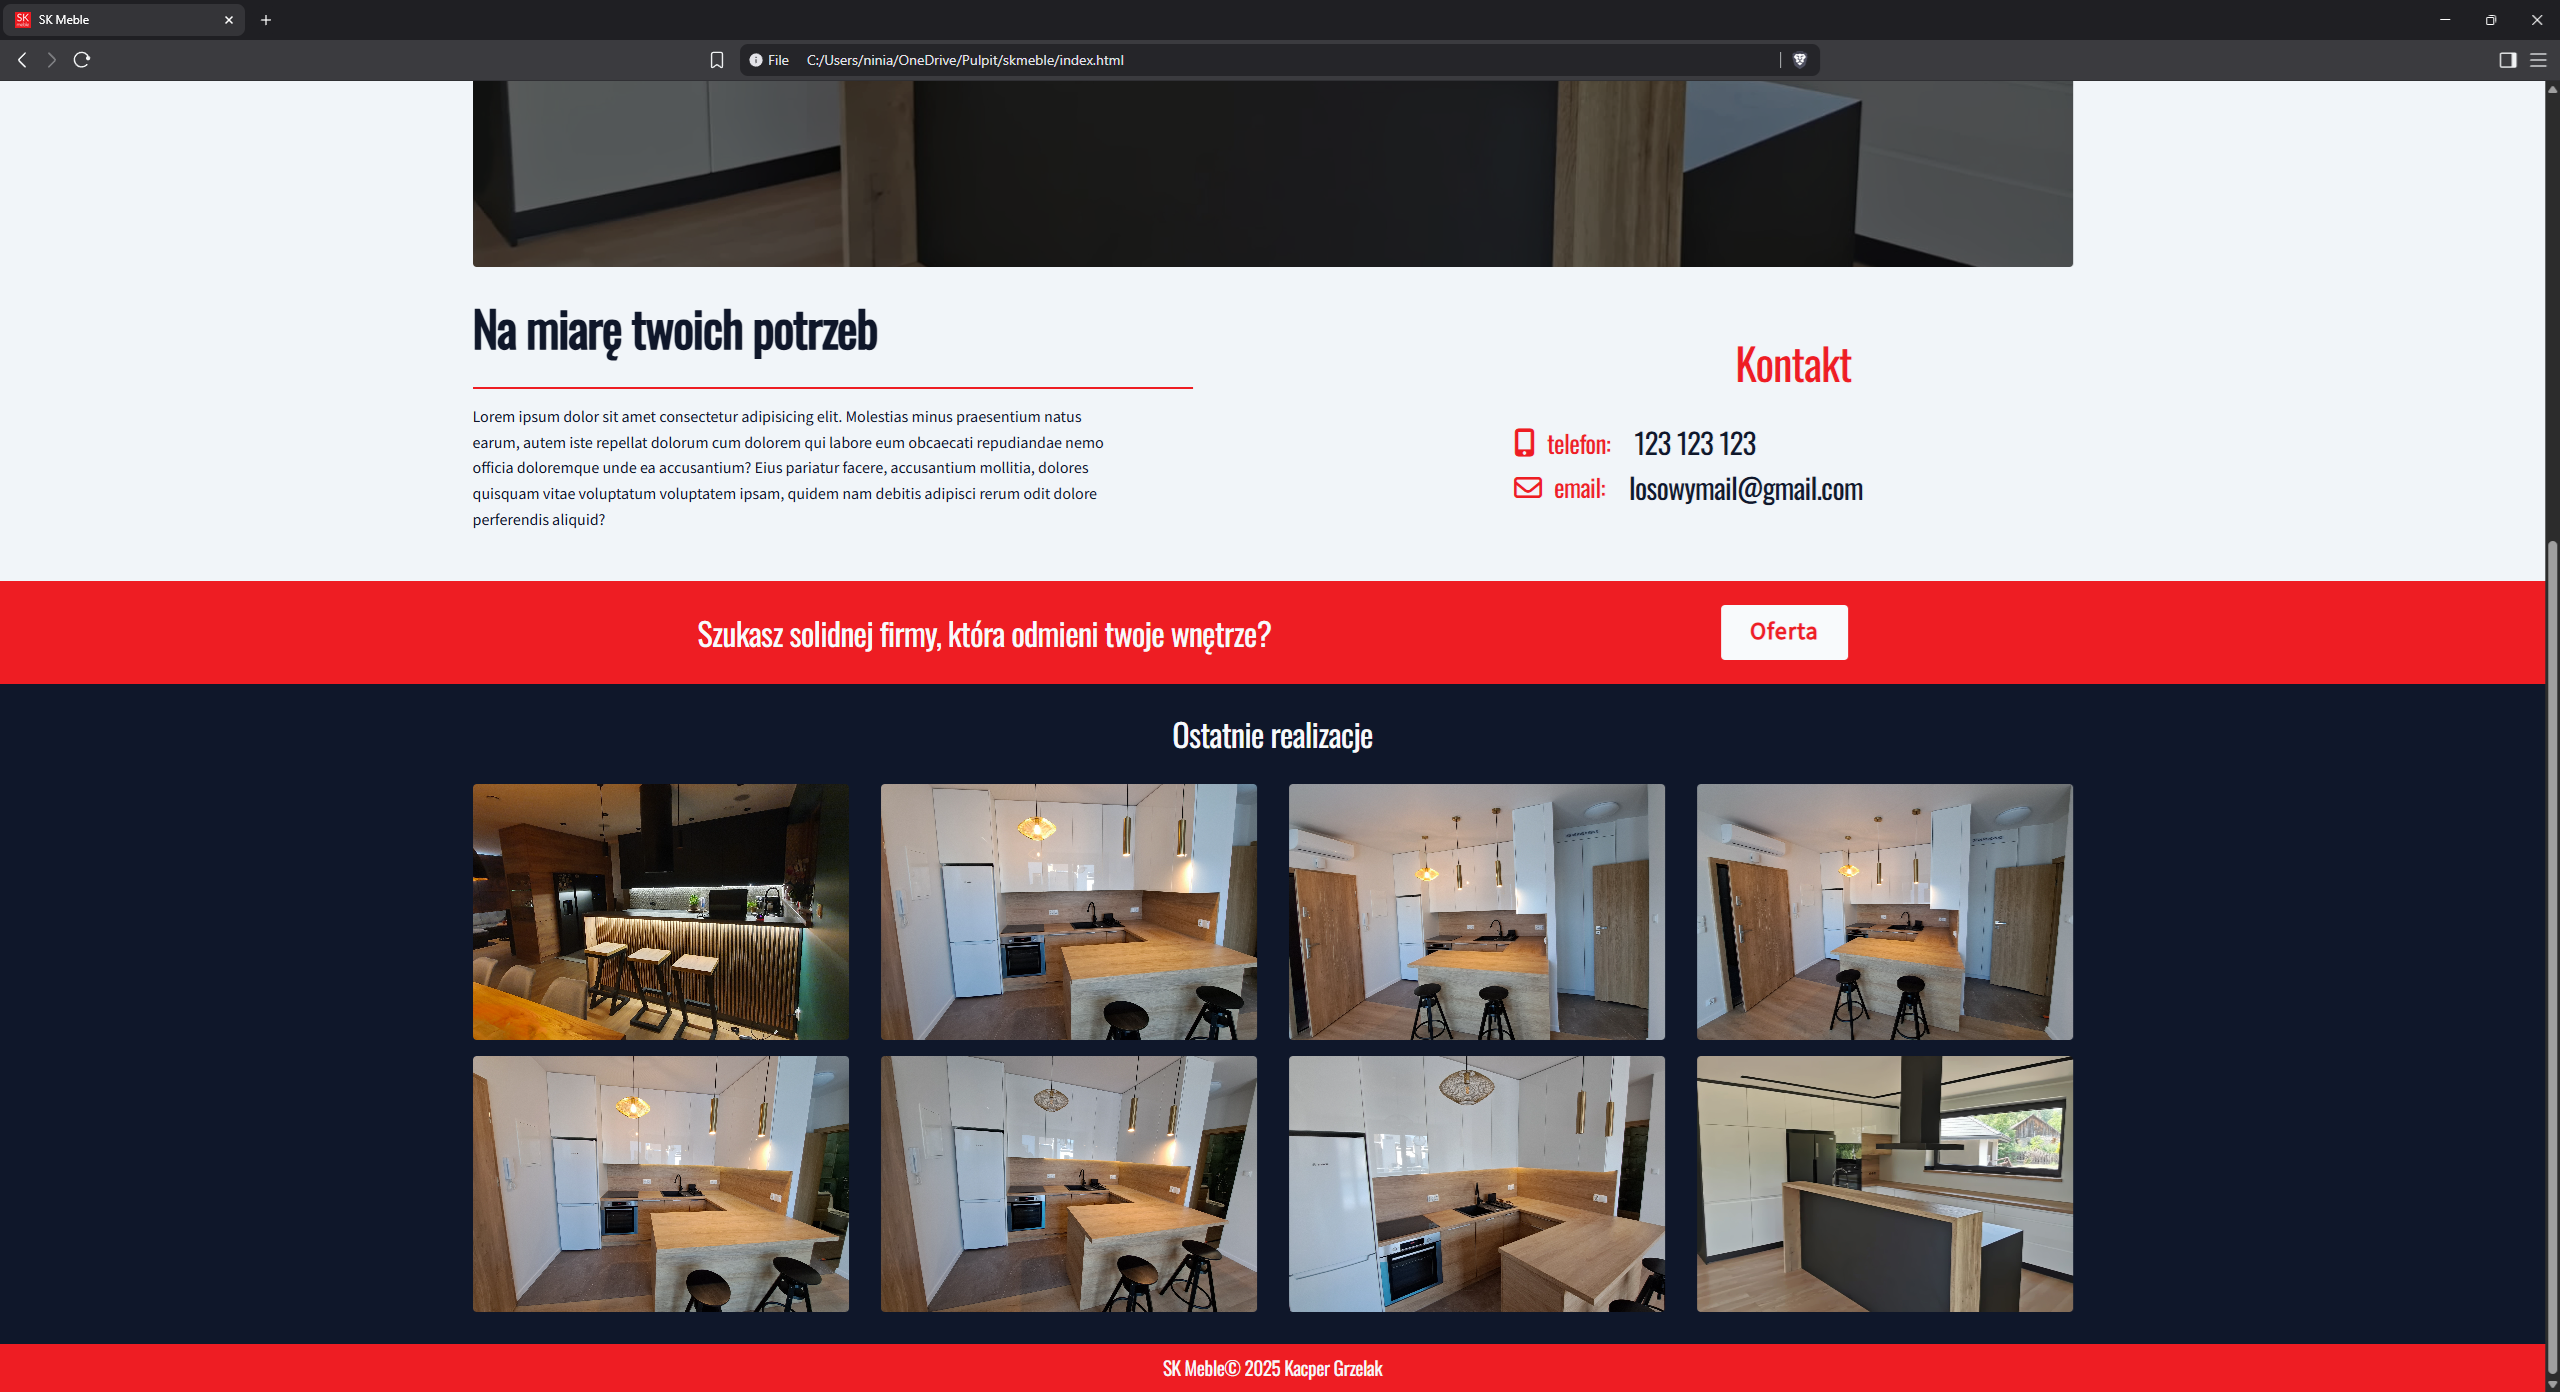 SK Meble
File C:/Users/ninia/OneDrive/Pulpit/skmeble/index.html
Na miarę twoich potrzeb
Lorem ipsum dolor sit amet consectetur adipisicing elit. Molestias minus praesentium natus
earum, autem iste repellat dolorum cum dolorem qui labore eum obcaecati repudiandae nemo
officia doloremque unde ea accusantium? Eius pariatur facere, accusantium mollitia, dolores
quisquam vitae voluptatum voluptatem ipsam, quidem nam debitis adipisci rerum odit dolore
perferendis aliquid?
Kontakt
telefon: 123 123 123
email: losowymail@gmail.com
Szukasz solidnej firmy, która odmieni twoje wnętrze?
Oferta
Ostatnie realizacje
SK Meble© 2025 Kacper Grzelak